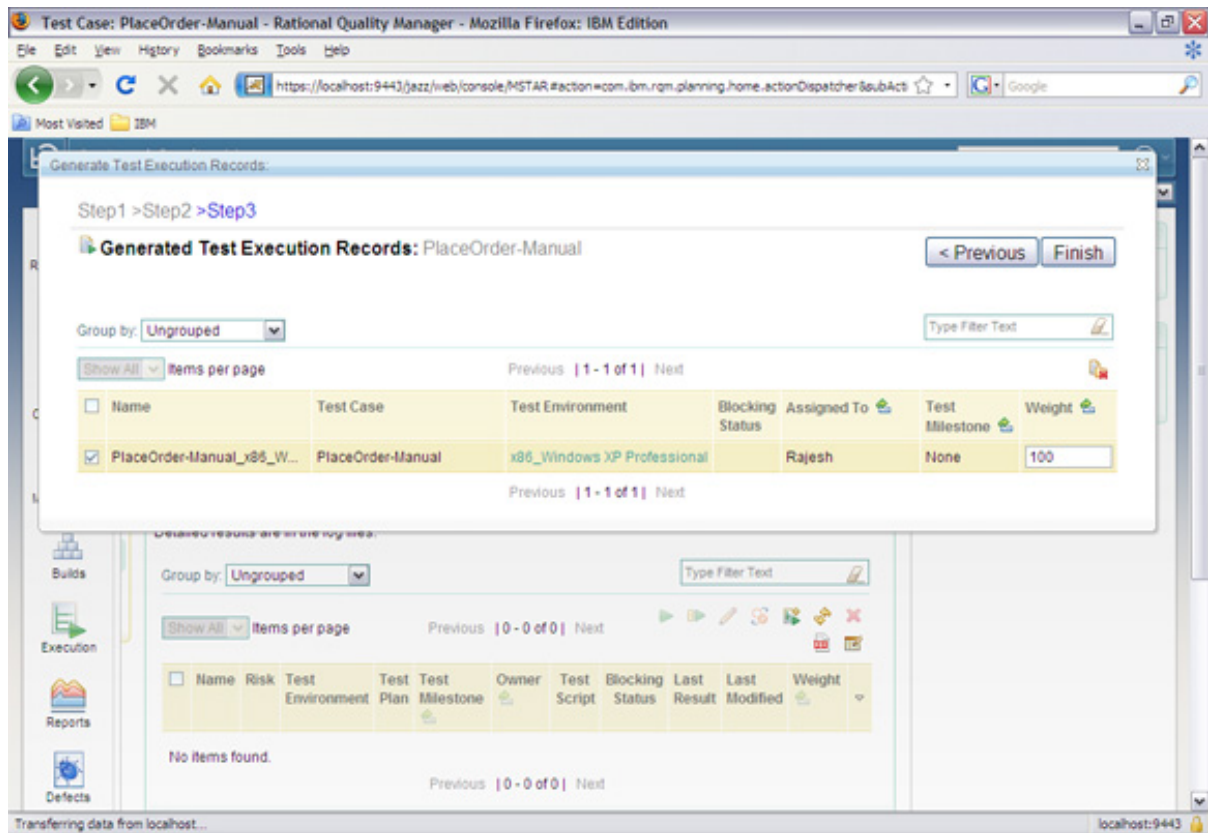 Test Case: PlaceOrder-Manual - Rational Quality Manager - Mozilla Firefox: IBM Edition
File Edit View History Bookmarks Tools Help
https://localhost:9443/jazz/web/console/MSTAR#action=com.ibm.rqm.planning.home.actionDispatcher&subActi
Google
Most Visited IBM
Generate Test Execution Records:
Step1 >Step2 >Step3
Generated Test Execution Records: PlaceOrder-Manual
< Previous Finish
Group by: Ungrouped Type Filter Text
Show All Items per page Previous | 1 - 1 of 1 | Next
Name Test Case Test Environment Blocking Status Assigned To Test Milestone Weight
PlaceOrder-Manual_x86_W... PlaceOrder-Manual x86_Windows XP Professional Rajesh None 100
Previous | 1 - 1 of 1 | Next
Detailed results are in the log files.
Builds
Group by: Ungrouped Type Filter Text
Show All Items per page Previous | 0 - 0 of 0 | Next
Execution
Name Risk Test Environment Test Plan Test Milestone Owner Test Script Blocking Status Last Result Last Modified Weight
Reports
No items found.
Previous | 0 - 0 of 0 | Next
Defects
Transferring data from localhost... localhost:9443